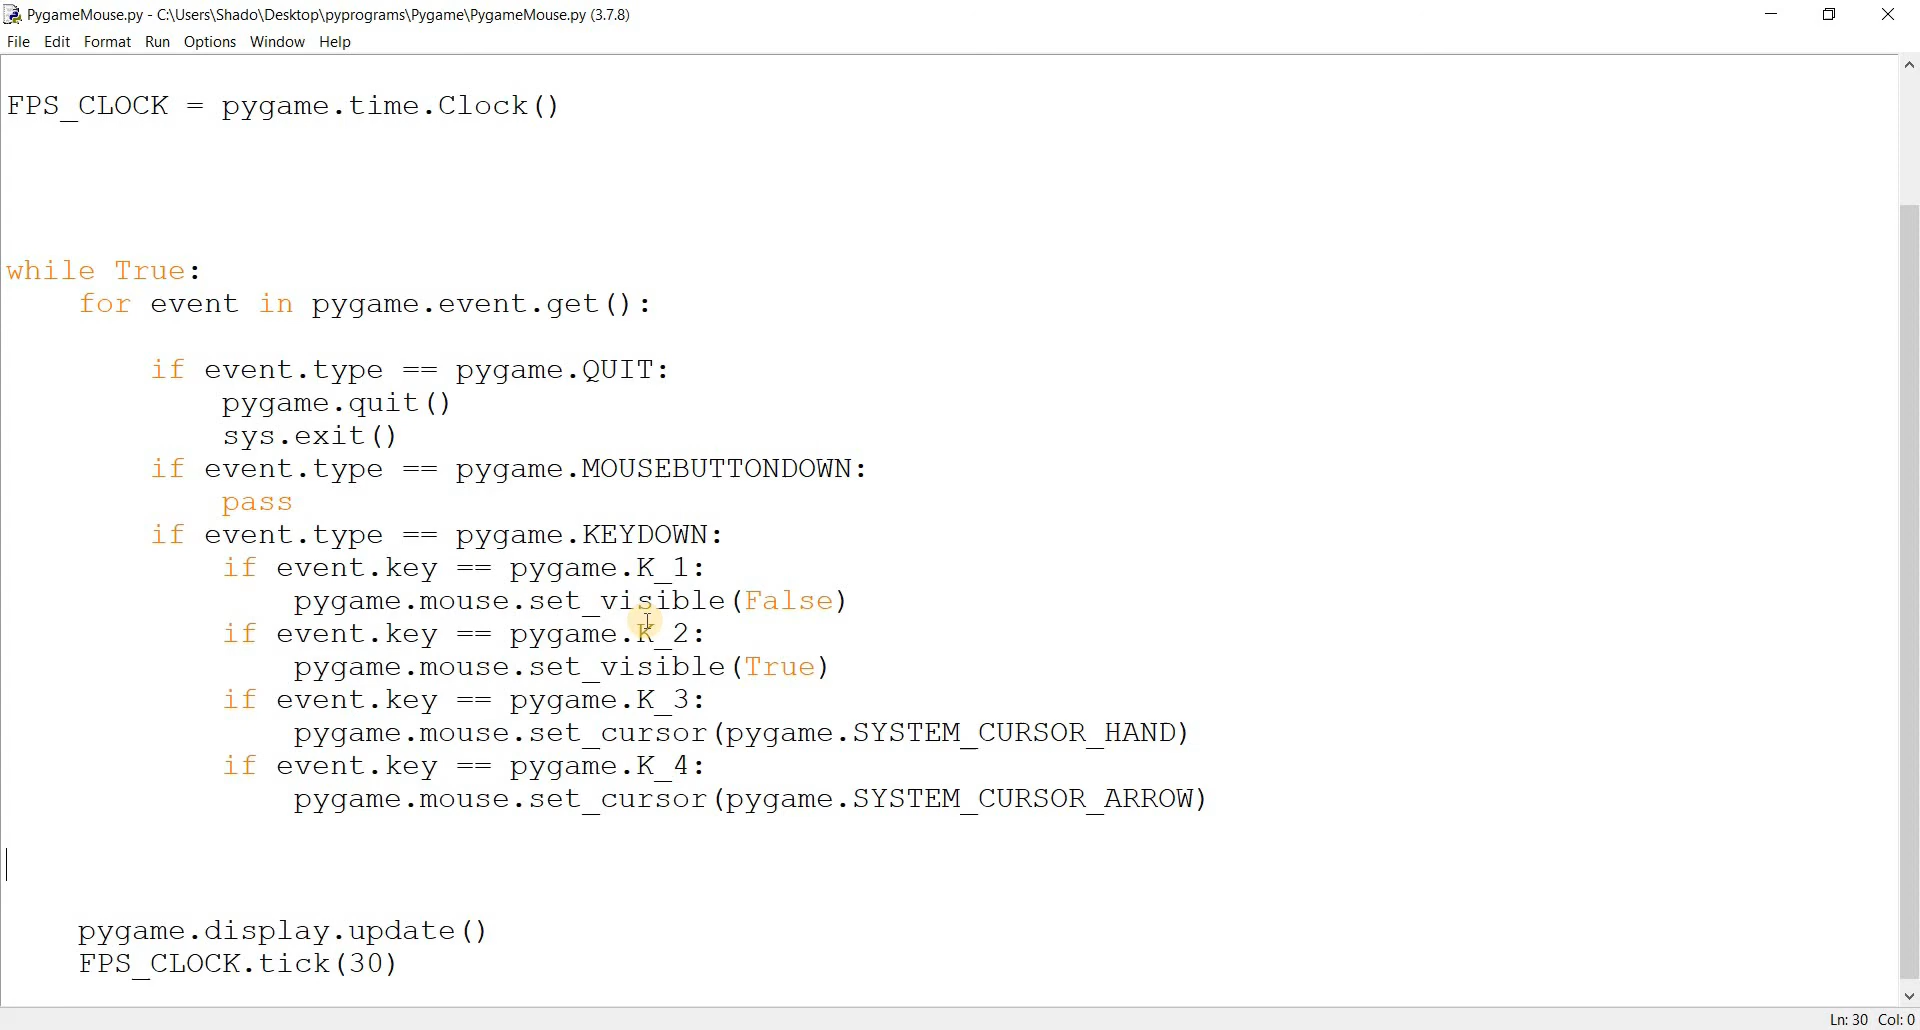 PygameMouse.py - C:\Users\Shado\Desktop\pyprograms\Pygame\PygameMouse.py (3.7.8)
File Edit Format Run Options Window Help
FPS_CLOCK = pygame.time.Clock()
while True:
    for event in pygame.event.get():
        if event.type == pygame.QUIT:
            pygame.quit()
            sys.exit()
        if event.type == pygame.MOUSEBUTTONDOWN:
            pass
        if event.type == pygame.KEYDOWN:
            if event.key == pygame.K_1:
                pygame.mouse.set_visible(False)
            if event.key == pygame.K_2:
                pygame.mouse.set_visible(True)
            if event.key == pygame.K_3:
                pygame.mouse.set_cursor(pygame.SYSTEM_CURSOR_HAND)
            if event.key == pygame.K_4:
                pygame.mouse.set_cursor(pygame.SYSTEM_CURSOR_ARROW)
    pygame.display.update()
    FPS_CLOCK.tick(30)
Ln: 30 Col: 0